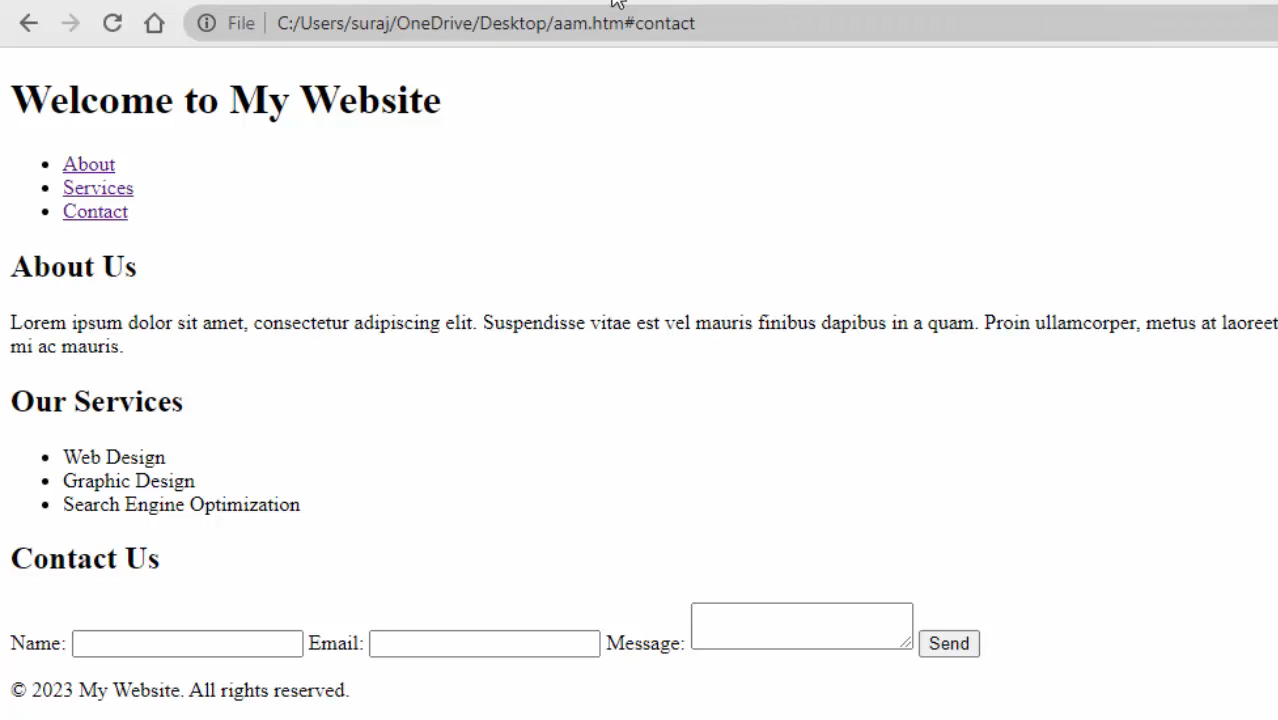 File C:/Users/suraj/OneDrive/Desktop/aam.htm#contact
Welcome to My Website
About
Services
Contact
About Us
Lorem ipsum dolor sit amet, consectetur adipiscing elit. Suspendisse vitae est vel mauris finibus dapibus in a quam. Proin ullamcorper, metus at laoreet
mi ac mauris.
Our Services
Web Design
Graphic Design
Search Engine Optimization
Contact Us
Name: Email: Message: Send
© 2023 My Website. All rights reserved.